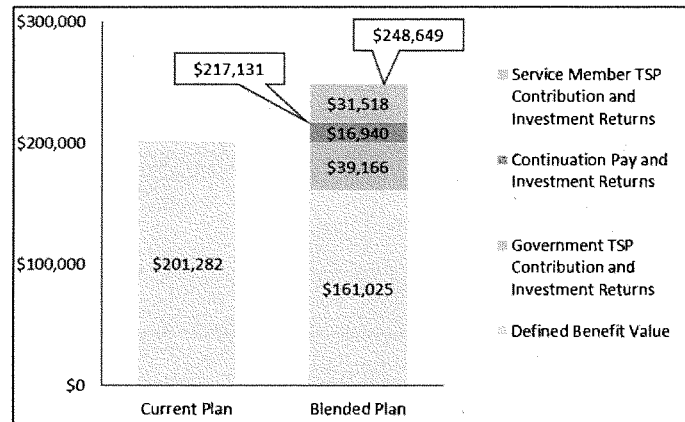 $300,000
$248,649
$217,131
$31,518
Service Member TSP
Contribution and
Investment Returns
$200,000
$16,940
Continuation Pay and
Investment Returns
$39,166
$100,000
$201,282
$161,025
Government TSP
Contribution and
Investment Returns
Defined Benefit Value
$0
Current Plan
Blended Plan